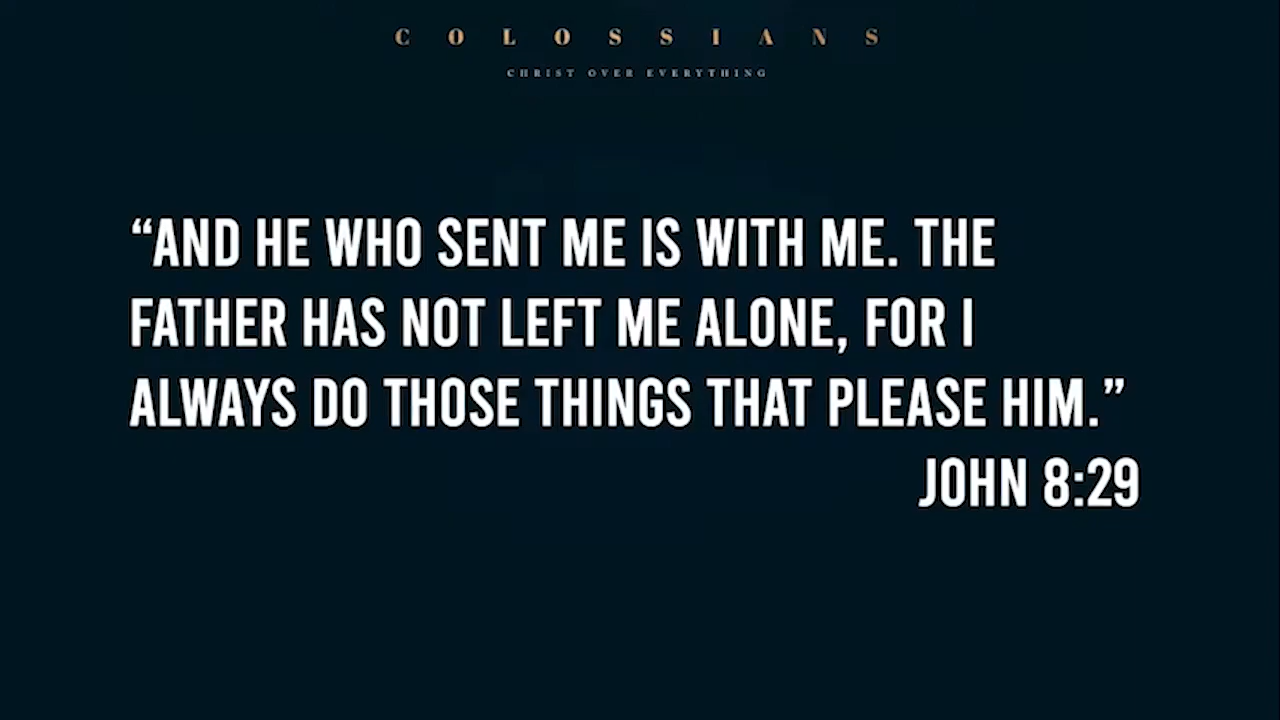 COLOSSIANS
CHRIST OVER EVERYTHING
“AND HE WHO SENT ME IS WITH ME. THE
FATHER HAS NOT LEFT ME ALONE, FOR I
ALWAYS DO THOSE THINGS THAT PLEASE HIM.”
JOHN 8:29